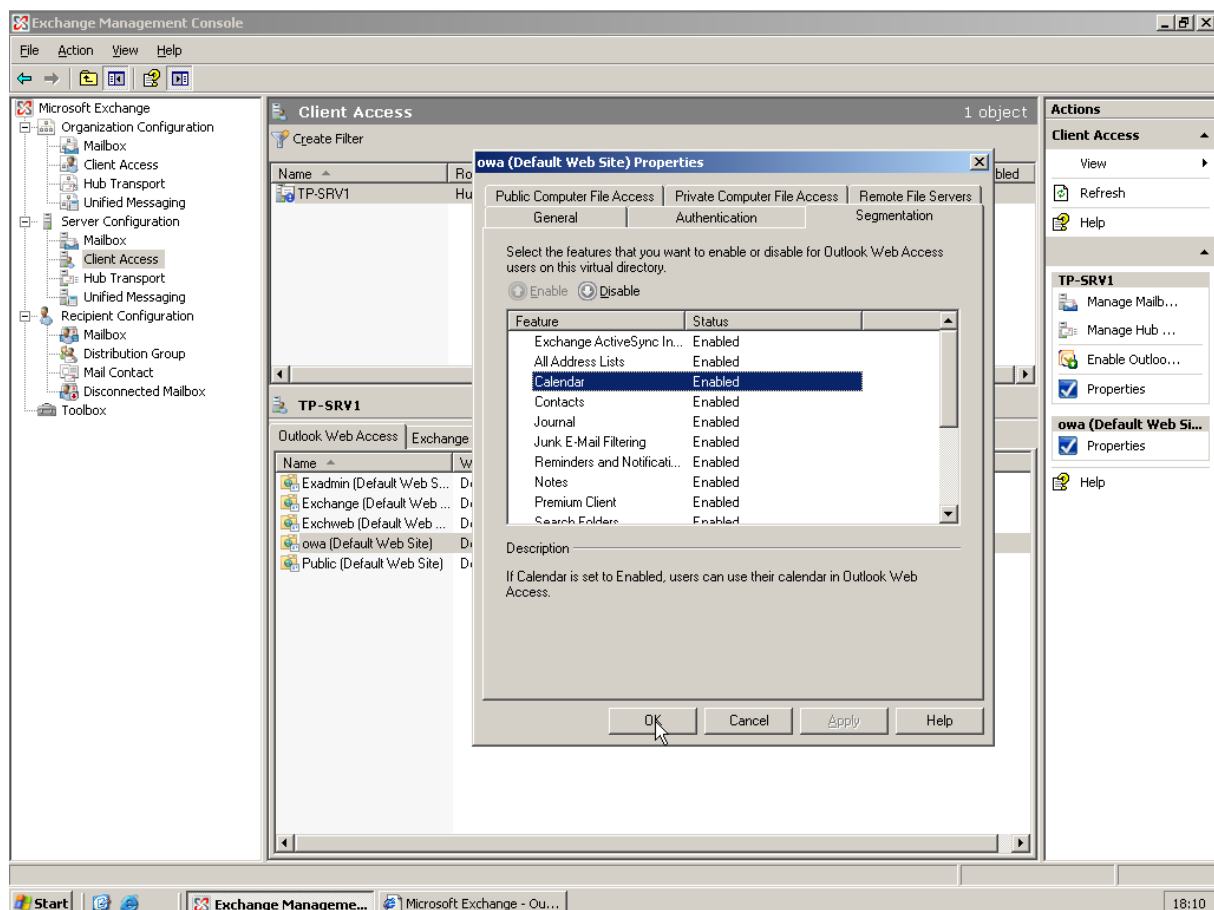 Exchange Management Console
File Action View Help
Microsoft Exchange
Organization Configuration
Mailbox
Client Access
Hub Transport
Unified Messaging
Server Configuration
Mailbox
Client Access
Hub Transport
Unified Messaging
Recipient Configuration
Mailbox
Distribution Group
Mail Contact
Disconnected Mailbox
Toolbox
Client Access 1 object
Create Filter
Name Ro bled
TP-SRV1 Hu
TP-SRV1
Outlook Web Access Exchange
Name W
Exadmin (Default Web S...
Exchange (Default Web ...
Exchweb (Default Web ...
owa (Default Web Site)
Public (Default Web Site)
owa (Default Web Site) Properties
Public Computer File Access Private Computer File Access Remote File Servers
General Authentication Segmentation
Select the features that you want to enable or disable for Outlook Web Access
users on this virtual directory.
Enable Disable
Feature Status
Exchange ActiveSync In... Enabled
All Address Lists Enabled
Calendar Enabled
Contacts Enabled
Journal Enabled
Junk E-Mail Filtering Enabled
Reminders and Notificati... Enabled
Notes Enabled
Premium Client Enabled
Search Folders Enabled
Description
If Calendar is set to Enabled, users can use their calendar in Outlook Web
Access.
OK Cancel Apply Help
Actions
Client Access
View
Refresh
Help
TP-SRV1
Manage Mailb...
Manage Hub ...
Enable Outloo...
Properties
owa (Default Web Si...
Properties
Help
Start Exchange Manageme... Microsoft Exchange - Ou... 18:10